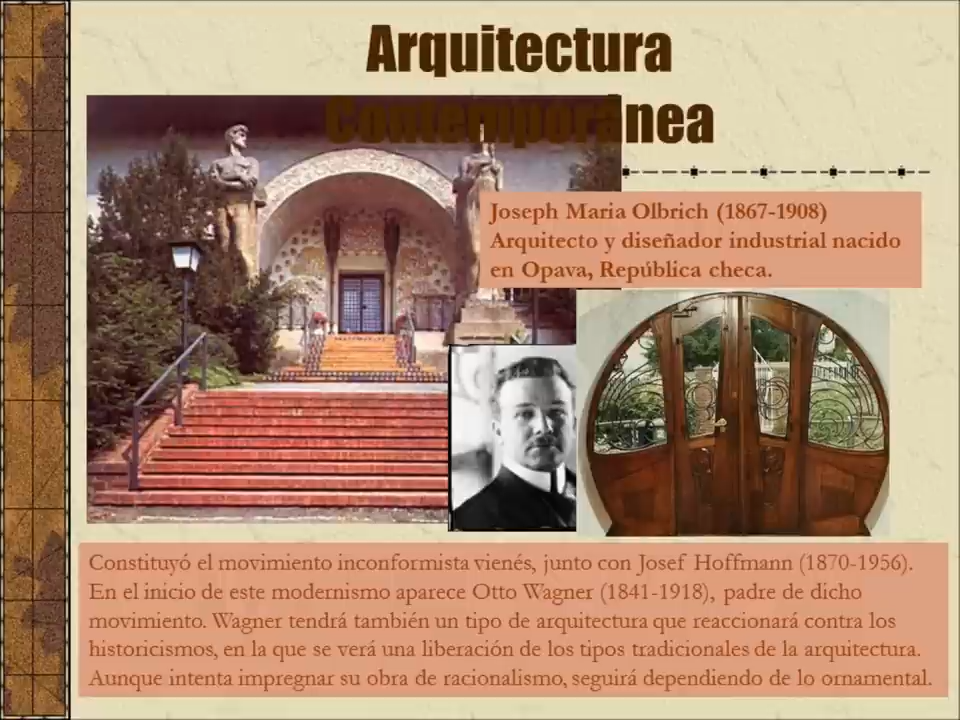 Arquitectura
Contemporánea
Joseph Maria Olbrich (1867-1908)
Arquitecto y diseñador industrial nacido
en Opava, República checa.
Constituyó el movimiento inconformista vienés, junto con Josef Hoffmann (1870-1956).
En el inicio de este modernismo aparece Otto Wagner (1841-1918), padre de dicho
movimiento. Wagner tendrá también un tipo de arquitectura que reaccionará contra los
historicismos, en la que se verá una liberación de los tipos tradicionales de la arquitectura.
Aunque intenta impregnar su obra de racionalismo, seguirá dependiendo de lo ornamental.